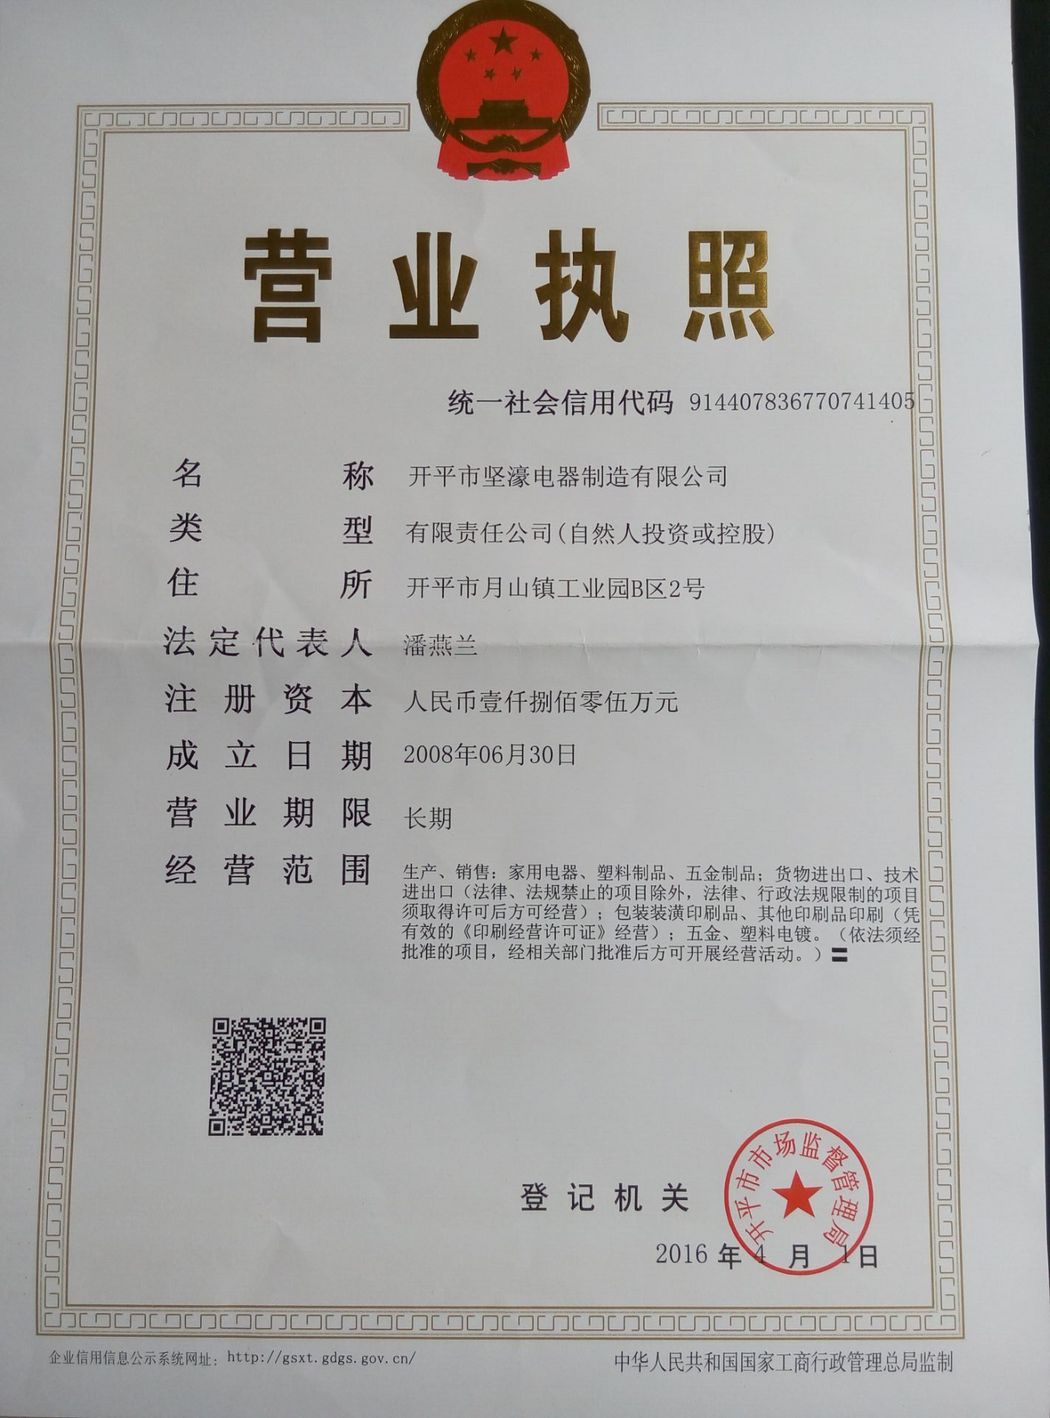 营业执照
统一社会信用代码 914407836770741405
名称 开平市坚濠电器制造有限公司
类型 有限责任公司(自然人投资或控股)
住所 开平市月山镇工业园B区2号
法定代表人 潘燕兰
注册资本 人民币壹仟捌佰零伍万元
成立日期 2008年06月30日
营业期限 长期
经营范围 生产、销售：家用电器、塑料制品、五金制品；货物进出口、技术
进出口（法律、法规禁止的项目除外，法律、行政法规限制的项目
须取得许可后方可经营）；包装装潢印刷品、其他印刷品印刷（凭
有效的《印刷经营许可证》经营）；五金、塑料电镀。（依法须经
批准的项目，经相关部门批准后方可开展经营活动。）〓
开平市市场监督管理局
登记机关
2016年4月1日
企业信用信息公示系统网址：http://gsxt.gdgs.gov.cn/
中华人民共和国国家工商行政管理总局监制